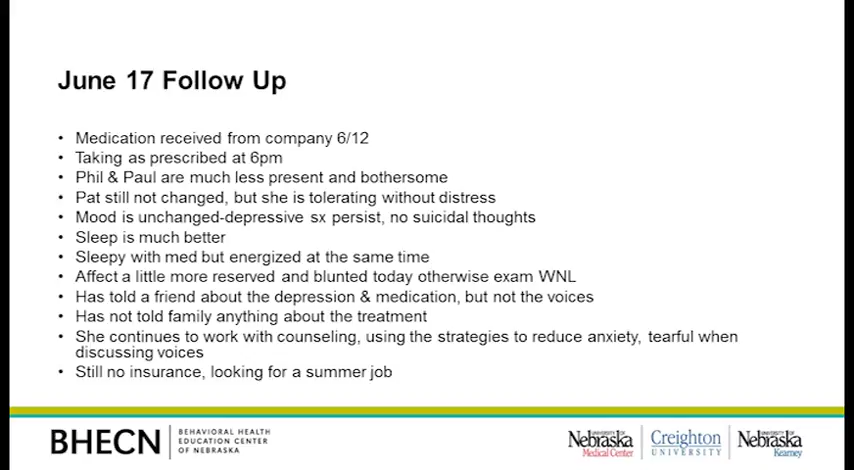 June 17 Follow Up
• Medication received from company 6/12
• Taking as prescribed at 6pm
• Phil & Paul are much less present and bothersome
• Pat still not changed, but she is tolerating without distress
• Mood is unchanged-depressive sx persist, no suicidal thoughts
• Sleep is much better
• Sleepy with med but energized at the same time
• Affect a little more reserved and blunted today otherwise exam WNL
• Has told a friend about the depression & medication, but not the voices
• Has not told family anything about the treatment
• She continues to work with counseling, using the strategies to reduce anxiety, tearful when
discussing voices
• Still no insurance, looking for a summer job
BHECN
BEHAVIORAL HEALTH
EDUCATION CENTER
OF NEBRASKA
UNIVERSITY OF
Nebraska
Medical Center
Creighton
UNIVERSITY
UNIVERSITY OF
Nebraska
Kearney